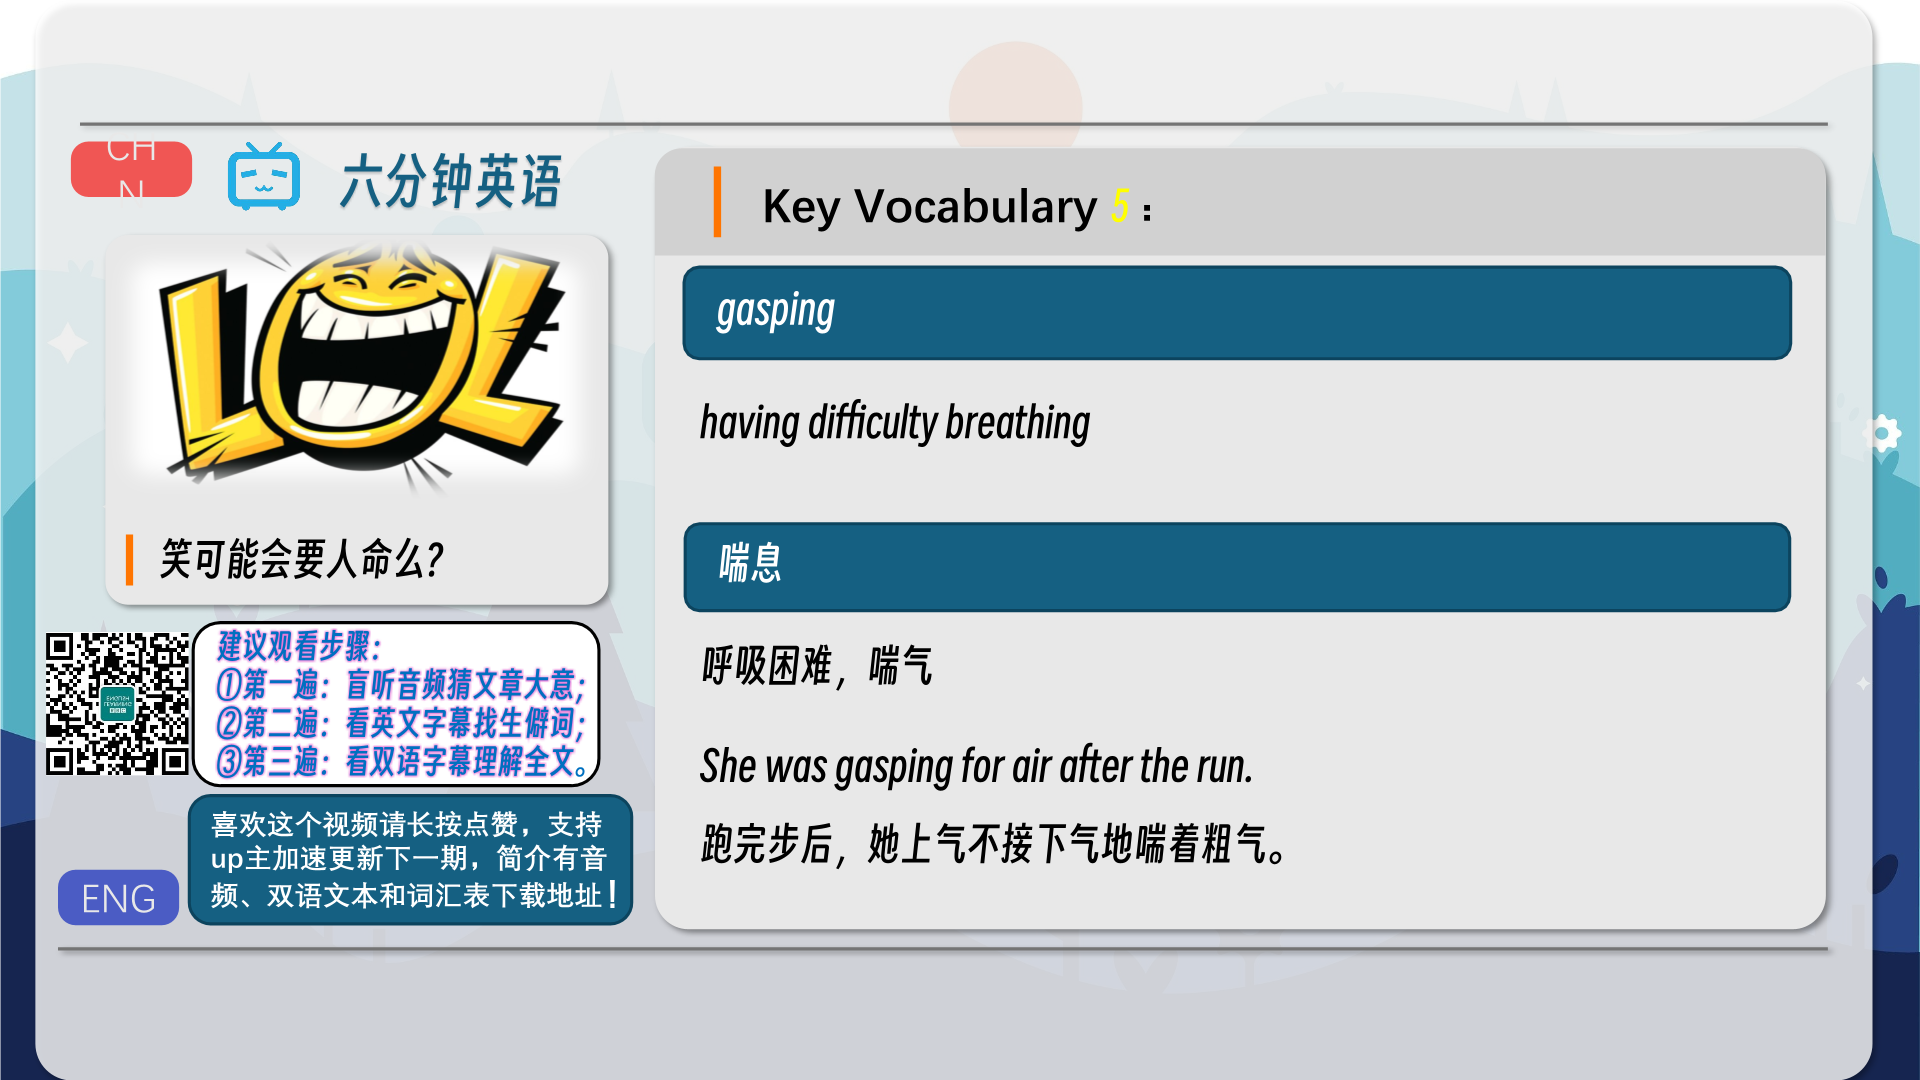 CH
N
六分钟英语
LOL
笑可能会要人命么?
建议观看步骤：
①第一遍：盲听音频猜文章大意；
②第二遍：看英文字幕找生僻词；
③第三遍：看双语字幕理解全文。
喜欢这个视频请长按点赞，支持
up主加速更新下一期，简介有音
频、双语文本和词汇表下载地址！
ENG
Key Vocabulary 5：
gasping
having difficulty breathing
喘息
呼吸困难，喘气
She was gasping for air after the run.
跑完步后，她上气不接下气地喘着粗气。